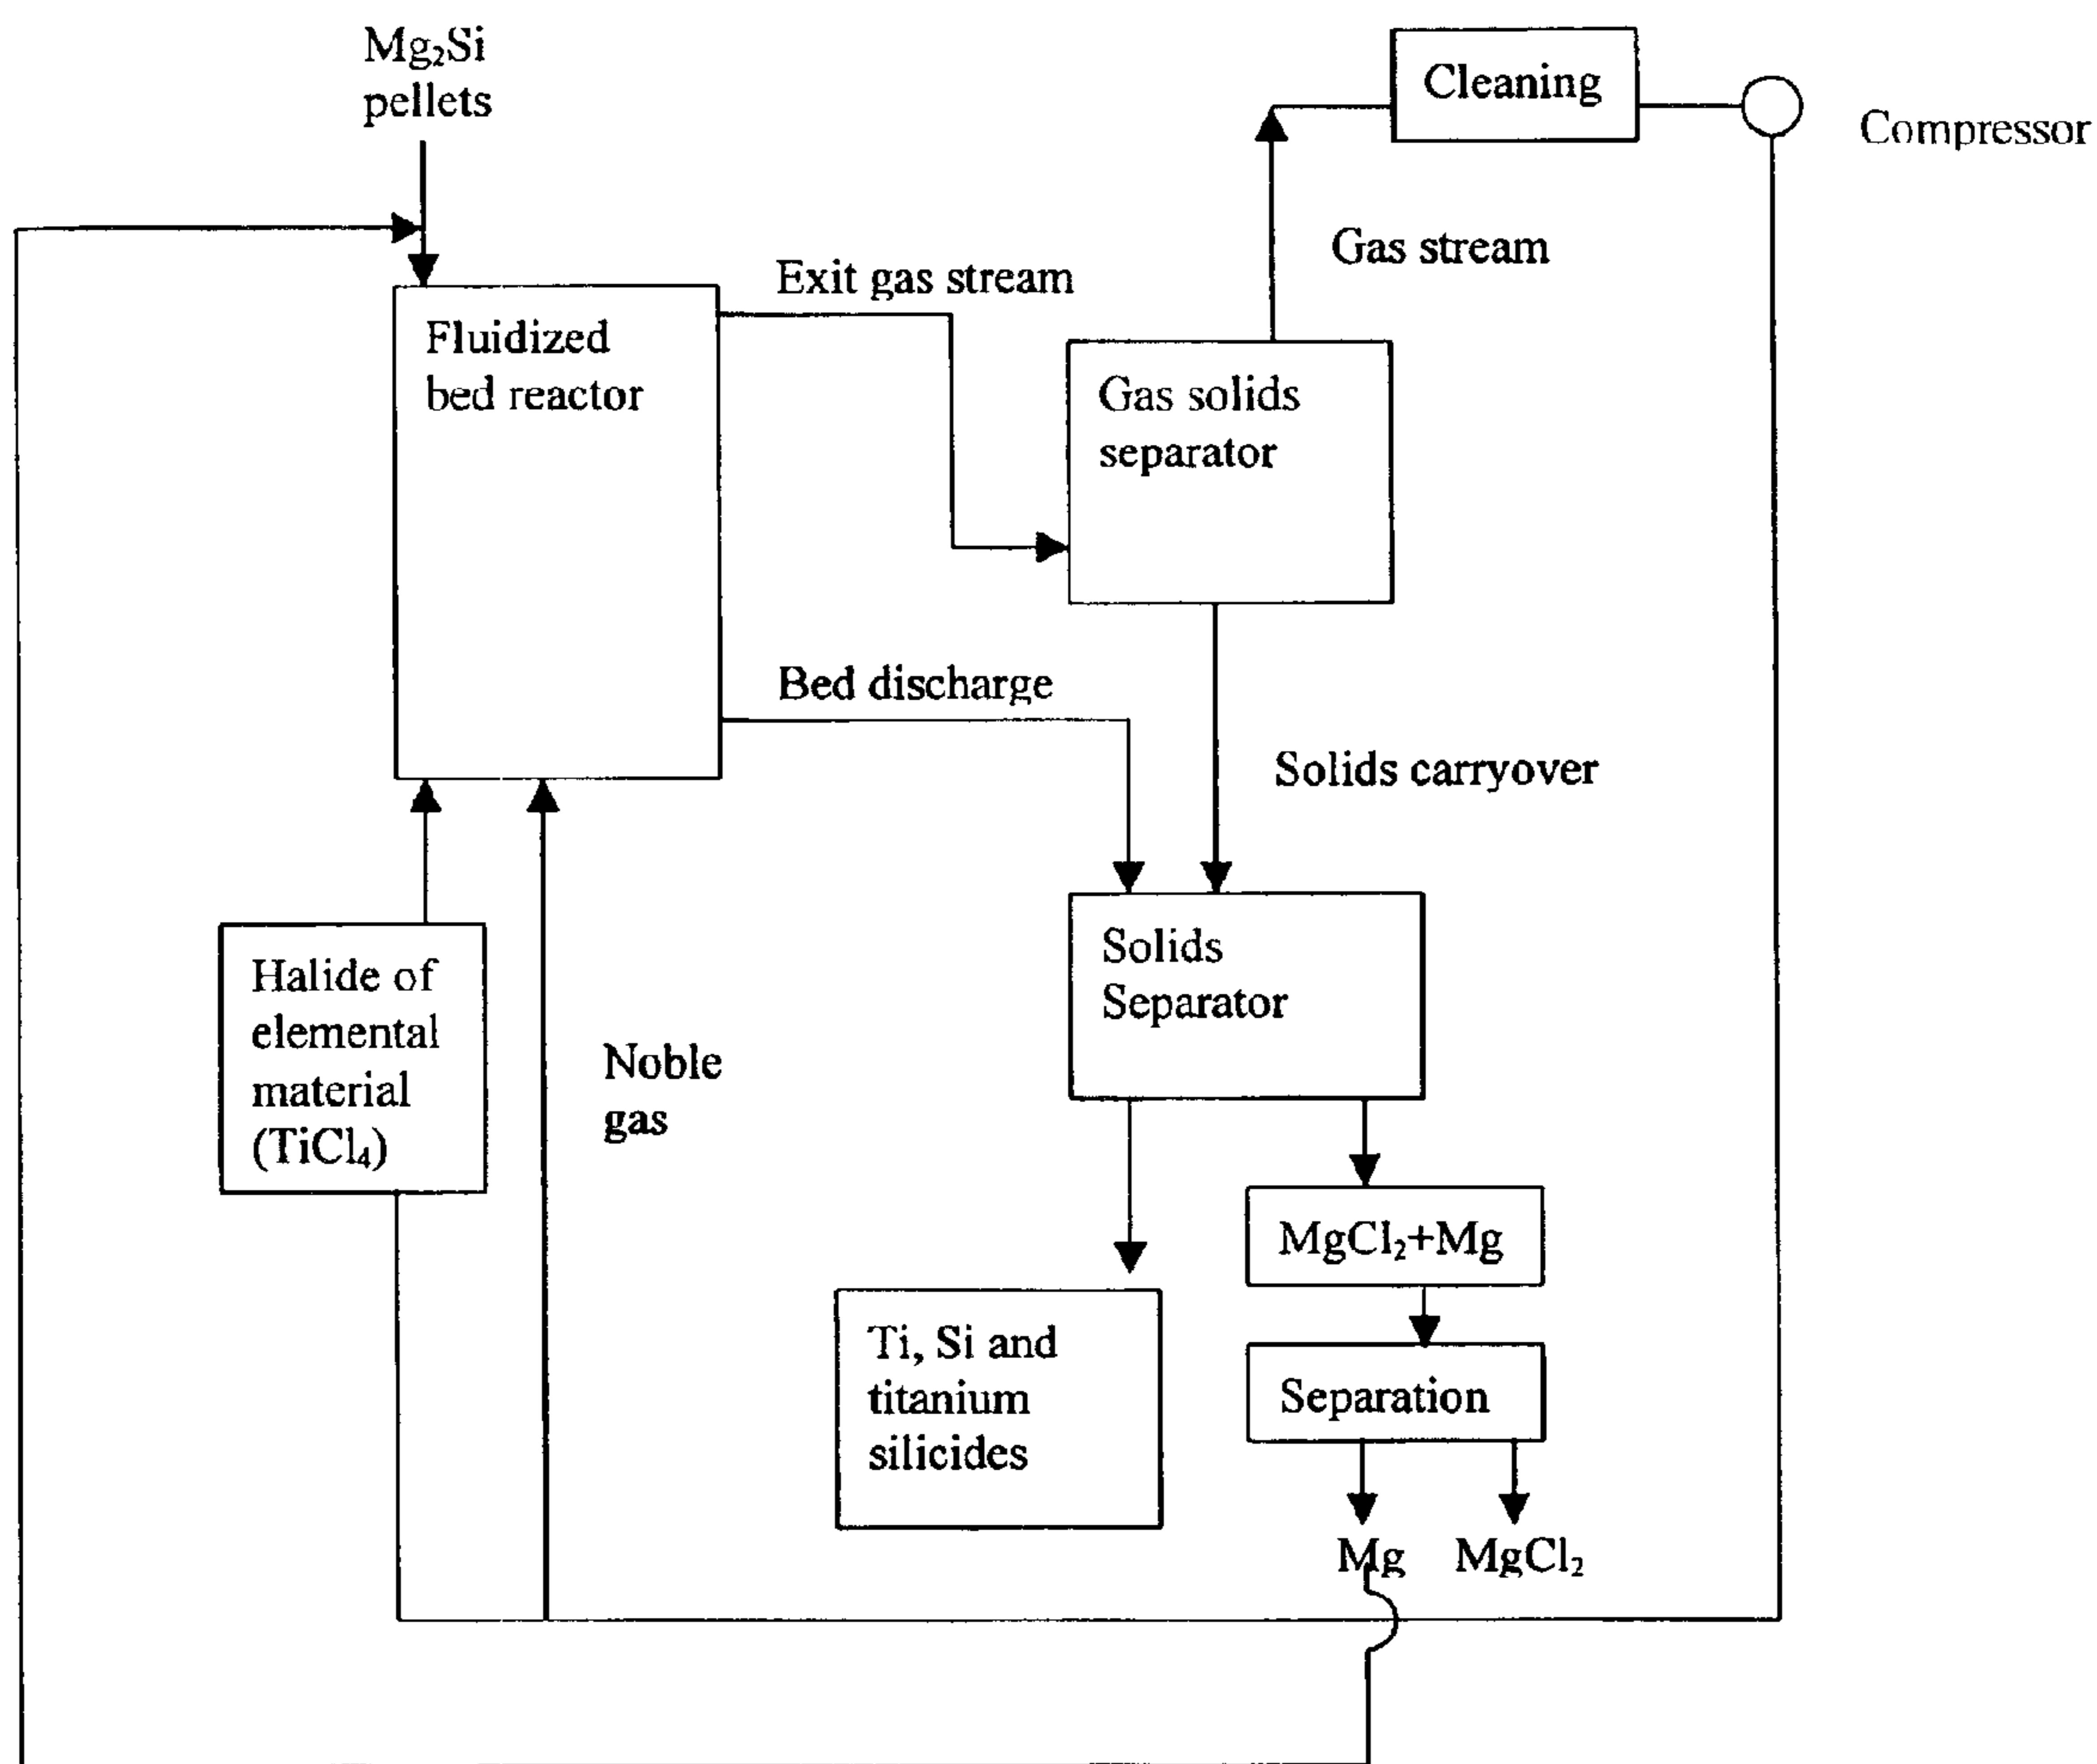 Mg₂Si
pellets
Cleaning
Compressor
Gas stream
Exit gas stream
Fluidized
bed reactor
Gas solids
separator
Bed discharge
Solids carryover
Solids
Separator
Halide of
elemental
material
(TiCl₄)
Noble
gas
MgCl₂+Mg
Ti, Si and
titanium
silicides
Separation
Mg
MgCl₂